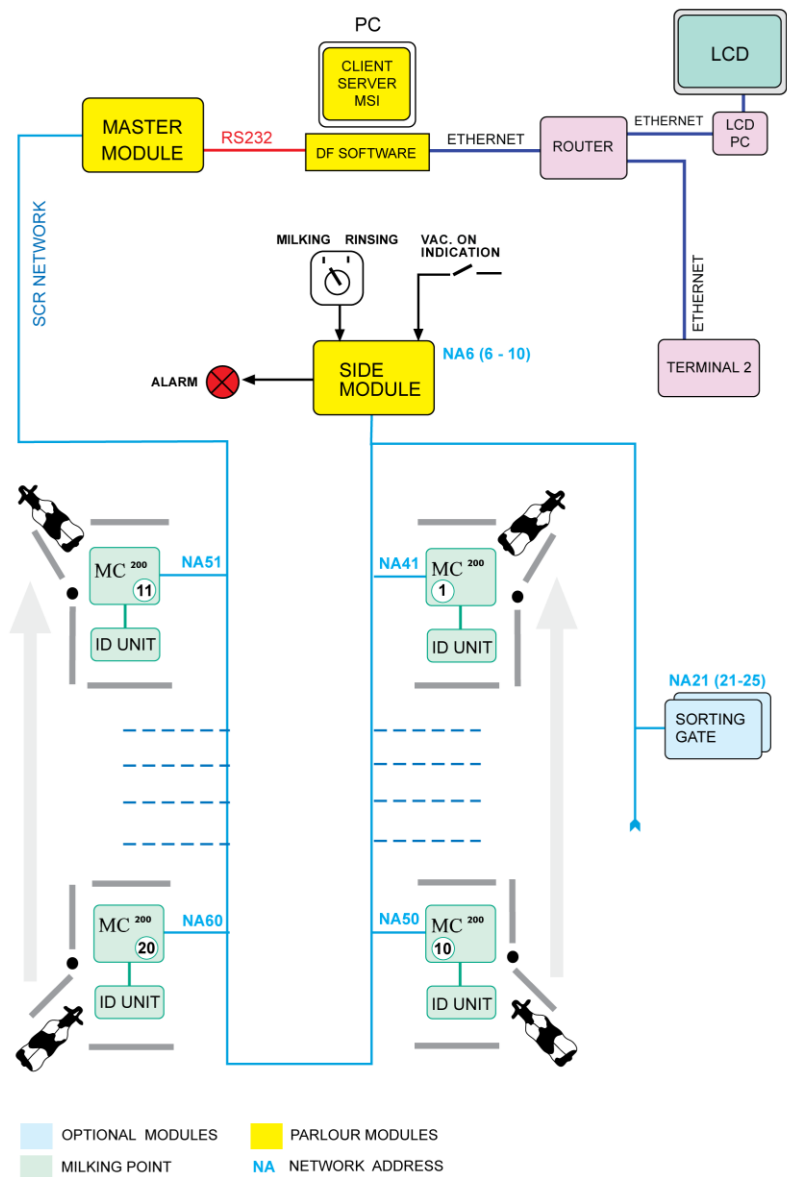 PC
CLIENT
SERVER
MSI
LCD
MASTER
MODULE
RS232
DF SOFTWARE
ETHERNET
ROUTER
ETHERNET
LCD
PC
SCR NETWORK
MILKING RINSING
VAC. ON
INDICATION
ETHERNET
SIDE
MODULE
NA6 (6 - 10)
ALARM
TERMINAL 2
MC 200
11
NA51
ID UNIT
NA41
MC 200
1
ID UNIT
NA21 (21-25)
SORTING
GATE
MC 200
20
NA60
ID UNIT
NA50
MC 200
10
ID UNIT
OPTIONAL MODULES
PARLOUR MODULES
MILKING POINT
NA NETWORK ADDRESS